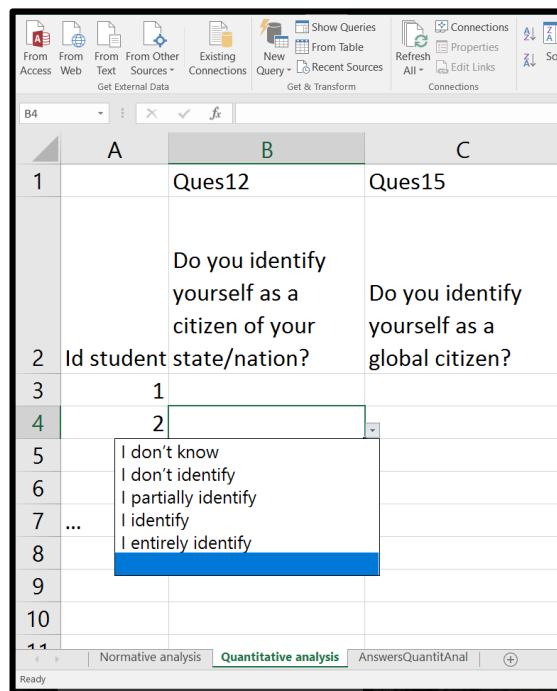 Show Queries
From Table
Recent Sources
Connections
Properties
Edit Links
From Access
From Web
From Text
From Other Sources
Existing Connections
New Query
Refresh All
So
Get External Data
Get & Transform
Connections
B4
fx
A B C
1 Ques12 Ques15
Do you identify
yourself as a
citizen of your
state/nation?
Do you identify
yourself as a
global citizen?
2 Id student
3 1
4 2
5
6
7 ...
8
9
10
11
I don't know
I don't identify
I partially identify
I identify
I entirely identify
Normative analysis Quantitative analysis AnswersQuantitAnal
Ready